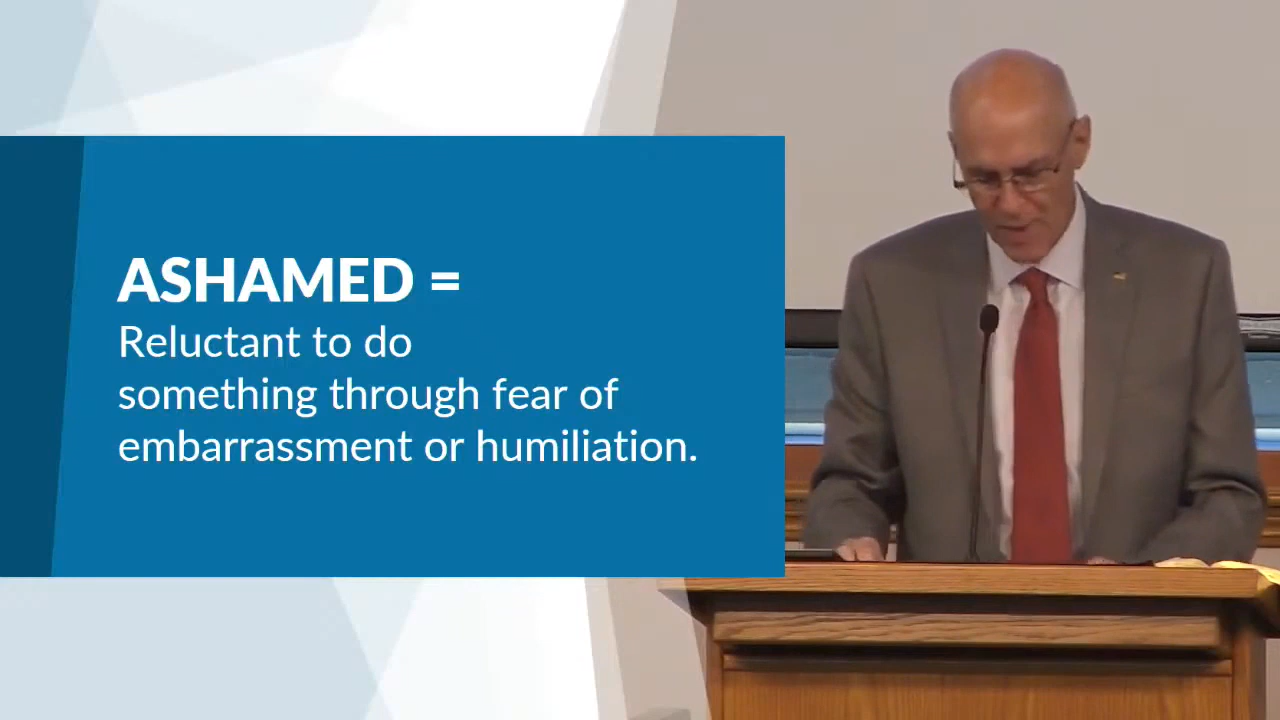 ASHAMED =
Reluctant to do
something through fear of
embarrassment or humiliation.